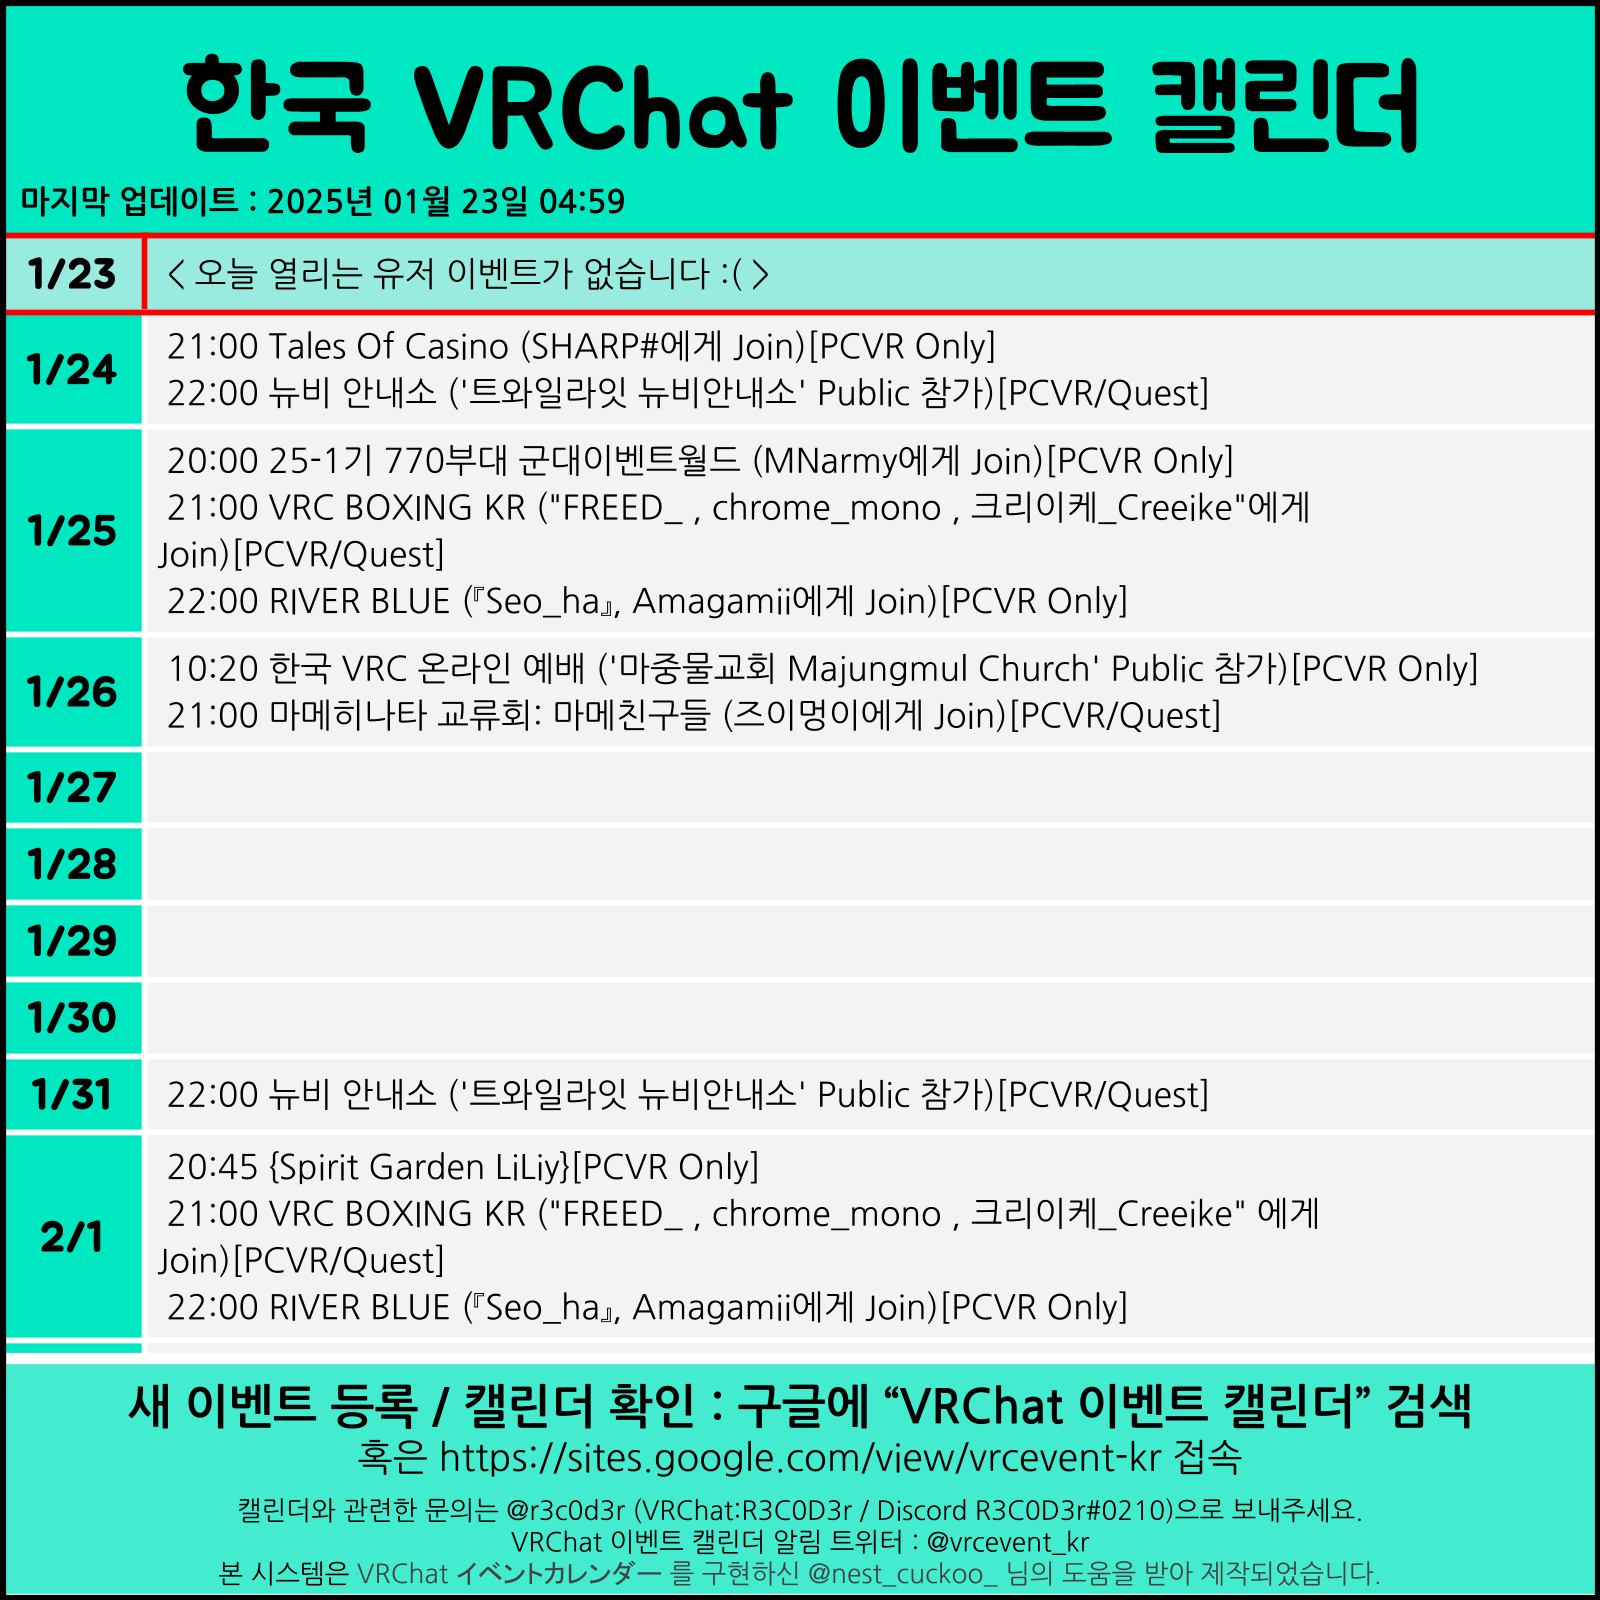 한국 VRChat 이벤트 캘린더
마지막 업데이트 : 2025년 01월 23일 04:59
1/23
< 오늘 열리는 유저 이벤트가 없습니다 :( >
1/24
21:00 Tales Of Casino (SHARP#에게 Join)[PCVR Only]
22:00 뉴비 안내소 ('트와일라잇 뉴비안내소' Public 참가)[PCVR/Quest]
1/25
20:00 25-1기 770부대 군대이벤트월드 (MNarmy에게 Join)[PCVR Only]
21:00 VRC BOXING KR ("FREED_ , chrome_mono , 크리이케_Creeike"에게
Join)[PCVR/Quest]
22:00 RIVER BLUE (『Seo_ha』, Amagamii에게 Join)[PCVR Only]
1/26
10:20 한국 VRC 온라인 예배 ('마중물교회 Majungmul Church' Public 참가)[PCVR Only]
21:00 마메히나타 교류회: 마메친구들 (즈이멍이에게 Join)[PCVR/Quest]
1/27
1/28
1/29
1/30
1/31
22:00 뉴비 안내소 ('트와일라잇 뉴비안내소' Public 참가)[PCVR/Quest]
2/1
20:45 {Spirit Garden LiLiy}[PCVR Only]
21:00 VRC BOXING KR ("FREED_ , chrome_mono , 크리이케_Creeike" 에게
Join)[PCVR/Quest]
22:00 RIVER BLUE (『Seo_ha』, Amagamii에게 Join)[PCVR Only]
새 이벤트 등록 / 캘린더 확인 : 구글에 “VRChat 이벤트 캘린더” 검색
혹은 https://sites.google.com/view/vrcevent-kr 접속
캘린더와 관련한 문의는 @r3c0d3r (VRChat:R3C0D3r / Discord R3C0D3r#0210)으로 보내주세요.
VRChat 이벤트 캘린더 알림 트위터 : @vrcevent_kr
본 시스템은 VRChat イベントカレンダー 를 구현하신 @nest_cuckoo_ 님의 도움을 받아 제작되었습니다.